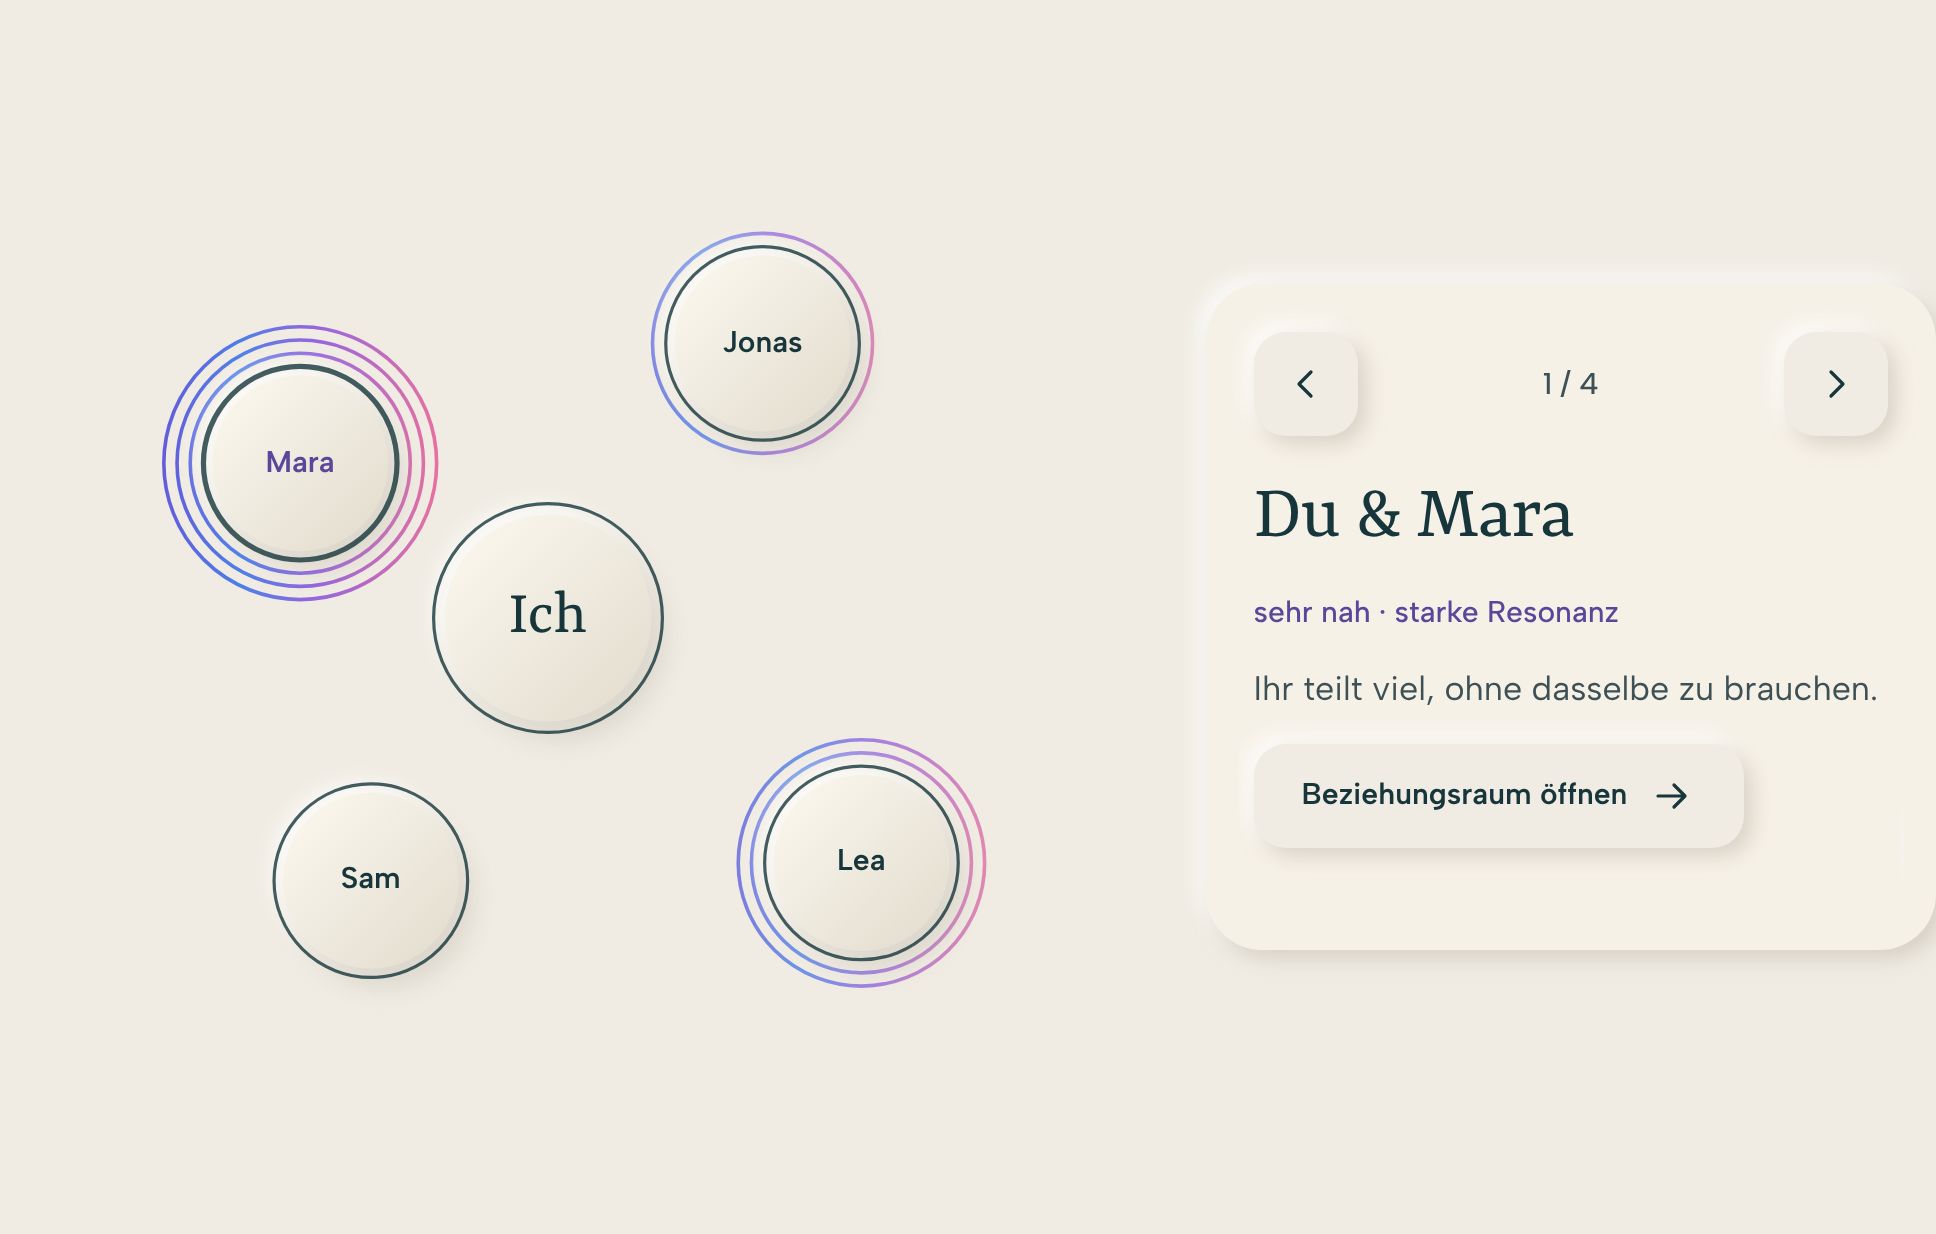 Jonas
Mara
Ich
Sam
Lea
1 / 4
Du & Mara
sehr nah · starke Resonanz
Ihr teilt viel, ohne dasselbe zu brauchen.
Beziehungsraum öffnen